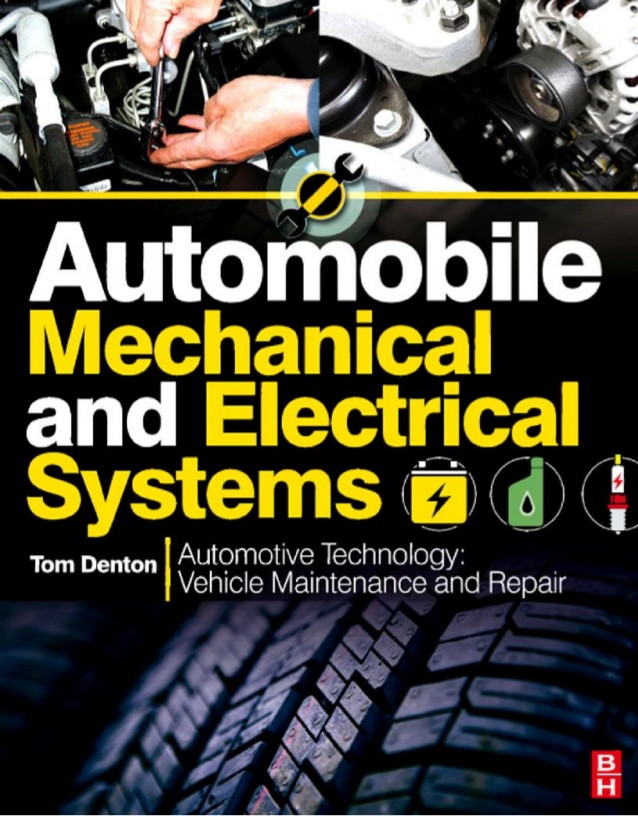 Automobile
Mechanical
and Electrical
Systems
Tom Denton
Automotive Technology:
Vehicle Maintenance and Repair
B
H